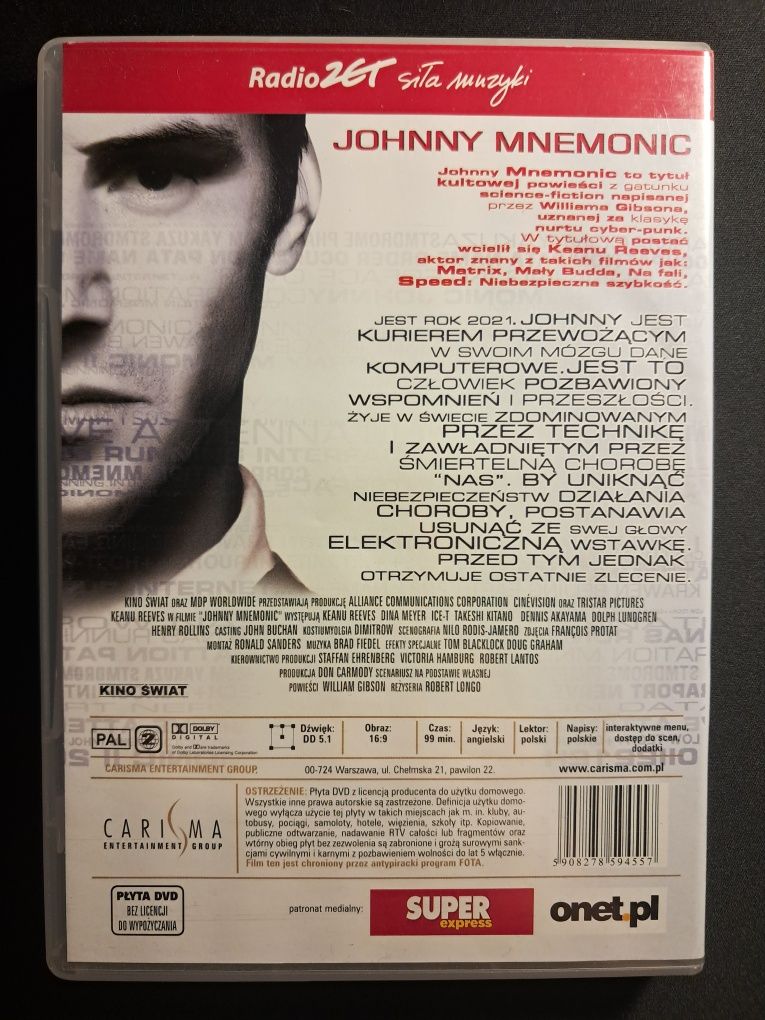 Radio ZET siła muzyki
JOHNNY MNEMONIC
Johnny Mnemonic to tytuł
kultowej powieści z gatunku
science-fiction napisanej
przez Williama Gibsona,
uznanej za klasykę
nurtu cyber-punk.
W tytułową postać
wcielił się Keanu Reeves,
aktor znany z takich filmów jak:
Matrix, Mały Budda, Na fali,
Speed: Niebezpieczna szybkość.
JEST ROK 2021. JOHNNY JEST
KURIEREM PRZEWOŻĄCYM
W SWOIM MÓZGU DANE
KOMPUTEROWE. JEST TO
CZŁOWIEK POZBAWIONY
WSPOMNIEŃ I PRZESZŁOŚCI.
ŻYJE W ŚWIECIE ZDOMINOWANYM
PRZEZ TECHNIKĘ
I ZAWŁADNIĘTYM PRZEZ
ŚMIERTELNĄ CHOROBĘ
"NAS". BY UNIKNĄĆ
NIEBEZPIECZEŃSTW DZIAŁANIA
CHOROBY, POSTANAWIA
USUNĄĆ ZE SWEJ GŁOWY
ELEKTRONICZNĄ WSTAWKĘ.
PRZED TYM JEDNAK
OTRZYMUJE OSTATNIE ZLECENIE.
KINO ŚWIAT ORAZ MDP WORLDWIDE PRZEDSTAWIAJĄ PRODUKCJĘ ALLIANCE COMMUNICATIONS CORPORATION CINÉVISION ORAZ TRISTAR PICTURES
KEANU REEVES W FILMIE "JOHNNY MNEMONIC" WYSTĘPUJĄ KEANU REEVES DINA MEYER ICE-T TAKESHI KITANO DENNIS AKAYAMA DOLPH LUNDGREN
HENRY ROLLINS CASTING JOHN BUCHAN KOSTIUMY OLGIA DIMITROW SCENOGRAFIA NILO RODIS-JAMERO ZDJĘCIA FRANÇOIS PROTAT
MONTAŻ RONALD SANDERS MUZYKA BRAD FIEDEL EFEKTY SPECJALNE TOM BLACKLOCK DOUG GRAHAM
KIEROWNICTWO PRODUKCJI STAFFAN EHRENBERG VICTORIA HAMBURG ROBERT LANTOS
PRODUKCJA DON CARMODY SCENARIUSZ NA PODSTAWIE WŁASNEJ
POWIEŚCI WILLIAM GIBSON REŻYSERIA ROBERT LONGO
KINO ŚWIAT
PAL
2
DOLBY
DIGITAL
Dolby and DD are trademarks
of Dolby Laboratories Licensing Corporation
Dźwięk:
DD 5.1
Obraz:
16:9
Czas:
99 min.
Język:
angielski
Lektor:
polski
Napisy:
polskie
interaktywne menu,
dostęp do scen,
dodatki
CARISMA ENTERTAINMENT GROUP.
00-724 Warszawa, ul. Chełmska 21, pawilon 22.
www.carisma.com.pl
CARISMA
ENTERTAINMENT GROUP
OSTRZEŻENIE: Płyta DVD z licencją producenta do użytku domowego.
Wszystkie inne prawa autorskie są zastrzeżone. Definicja użytku domo-
wego wyłącza użycie tej płyty w takich miejscach jak m. in. kluby, au-
tobusy, pociągi, samoloty, hotele, więzienia, szkoły itp. Kopiowanie,
publiczne odtwarzanie, nadawanie RTV całości lub fragmentów oraz
wtórny obieg płyt bez zezwolenia są zabronione i grożą surowymi sank-
cjami cywilnymi i karnymi z pozbawieniem wolności do lat 5 włącznie.
Film ten jest chroniony przez antypiracki program FOTA.
5 908278 594557
PŁYTA DVD
BEZ LICENCJI
DO WYPOŻYCZANIA
patronat medialny:
SUPER
express
onet.pl